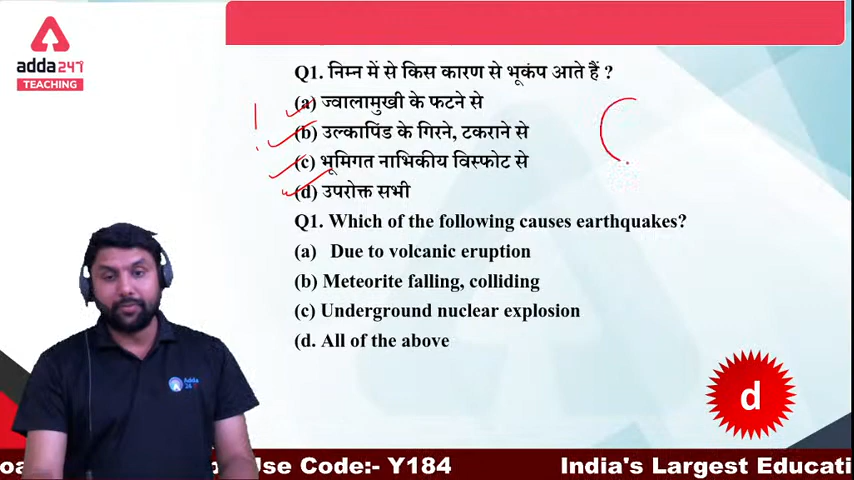 adda247
TEACHING
Q1. निम्न में से किस कारण से भूकंप आते हैं ?
(a) ज्वालामुखी के फटने से
(b) उल्कापिंड के गिरने, टकराने से
(c) भूमिगत नाभिकीय विस्फोट से
(d) उपरोक्त सभी
Q1. Which of the following causes earthquakes?
(a) Due to volcanic eruption
(b) Meteorite falling, colliding
(c) Underground nuclear explosion
(d. All of the above
Adda
d
Use Code:- Y184 India's Largest Educati